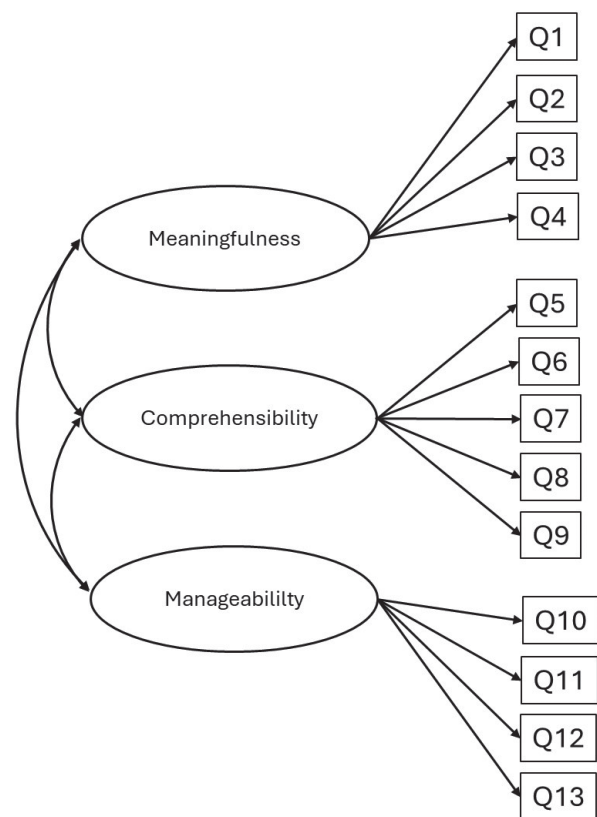 Q1
Q2
Q3
Q4
Meaningfulness
Q5
Q6
Comprehensibility
Q7
Q8
Q9
Manageabililty
Q10
Q11
Q12
Q13